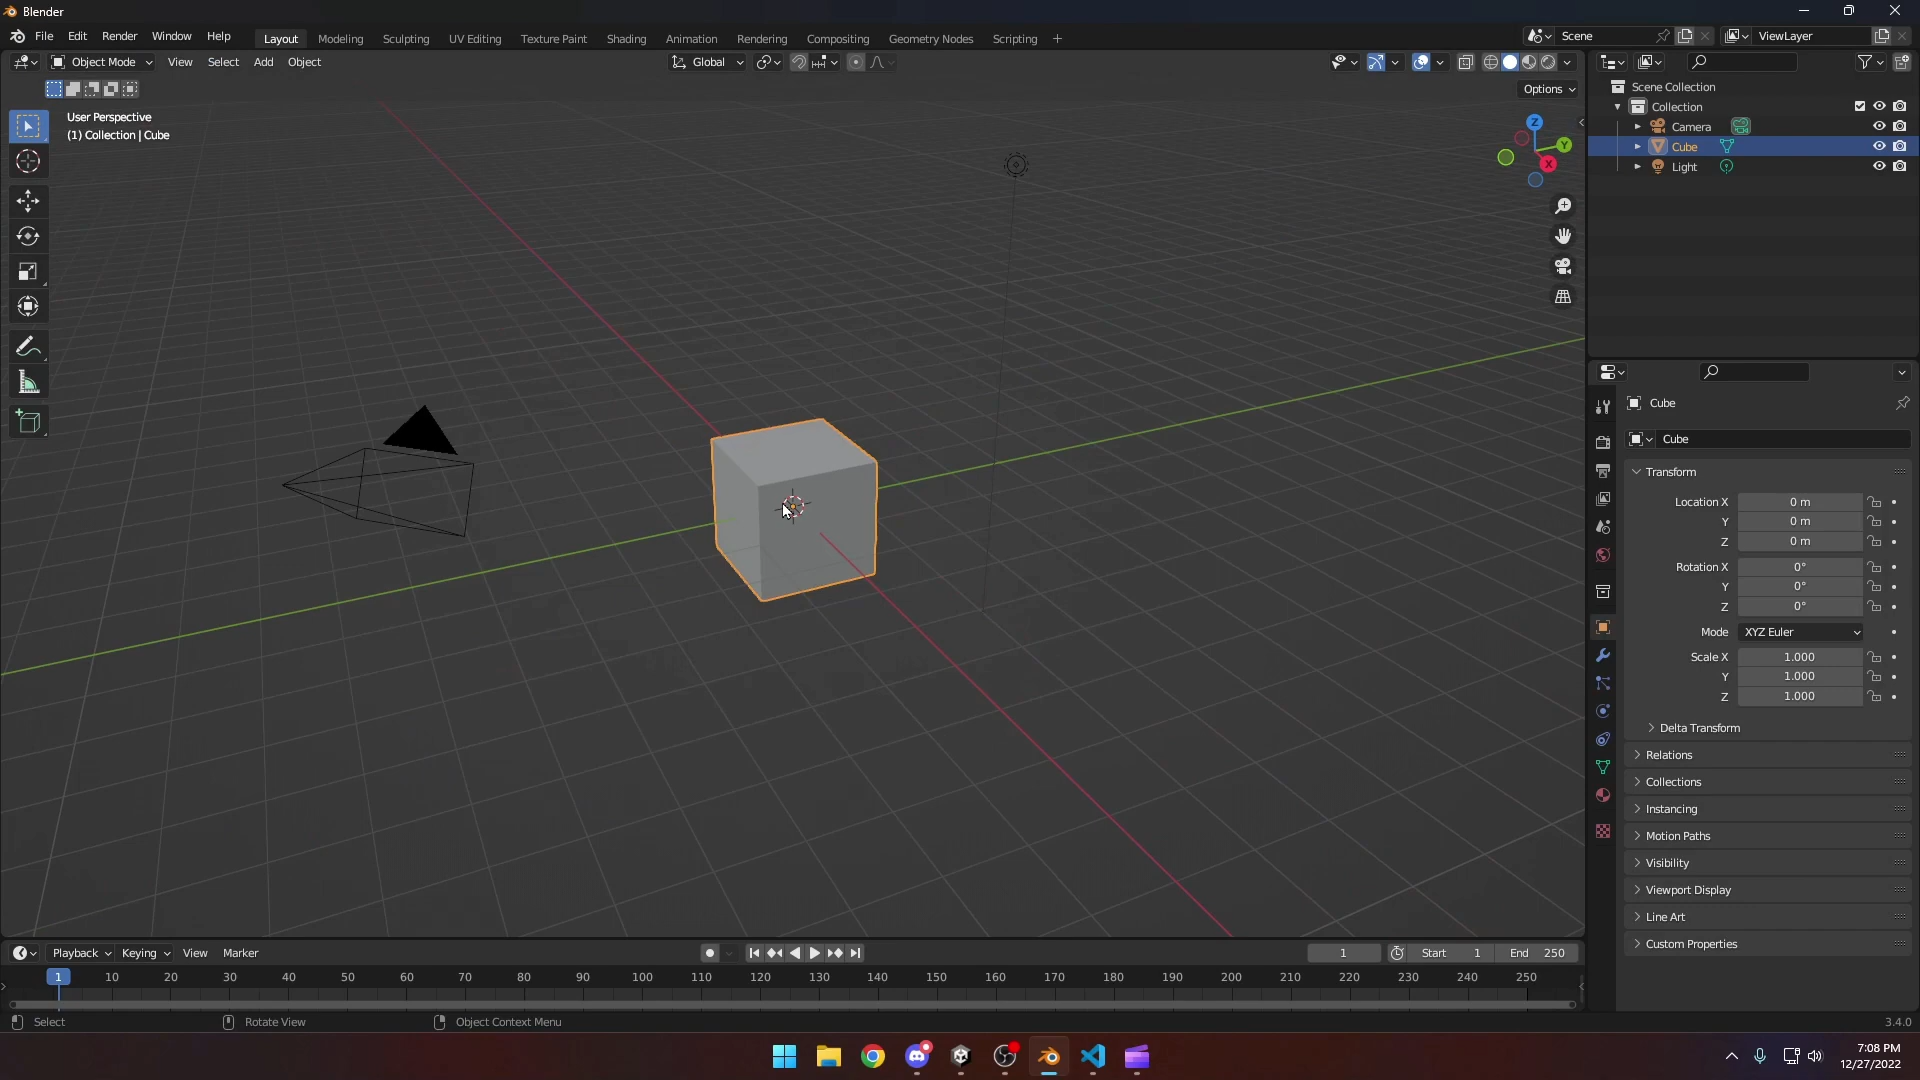 Blender
File Edit Render Window Help Layout Modeling Sculpting UV Editing Texture Paint Shading Animation Rendering Compositing Geometry Nodes Scripting + Scene ViewLayer
Object Mode View Select Add Object Global
Options
User Perspective
(1) Collection | Cube
Z
Y
X
Scene Collection
Collection
Camera
Cube
Light
Cube
Cube
Transform
Location X 0 m
Y 0 m
Z 0 m
Rotation X 0°
Y 0°
Z 0°
Mode XYZ Euler
Scale X 1.000
Y 1.000
Z 1.000
Delta Transform
Relations
Collections
Instancing
Motion Paths
Visibility
Viewport Display
Line Art
Custom Properties
Playback Keying View Marker 1 Start 1 End 250
1 10 20 30 40 50 60 70 80 90 100 110 120 130 140 150 160 170 180 190 200 210 220 230 240 250
Select Rotate View Object Context Menu 3.4.0
7:08 PM
12/27/2022